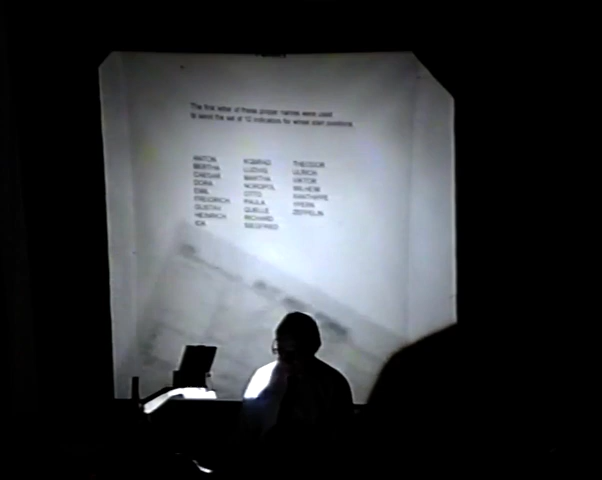 The first letter of these proper names were used
to send the set of 12 indicators for wheel start positions.
ANTON
BERTHA
CAESAR
DORA
EMIL
FRIEDRICH
GUSTAV
HEINRICH
IDA
KONRAD
LUDWIG
MARTHA
NORDPOL
OTTO
PAULA
QUELLE
RICHARD
SIEGFRIED
THEODOR
ULRICH
VIKTOR
WILHELM
XANTHIPPE
YPERN
ZEPPELIN